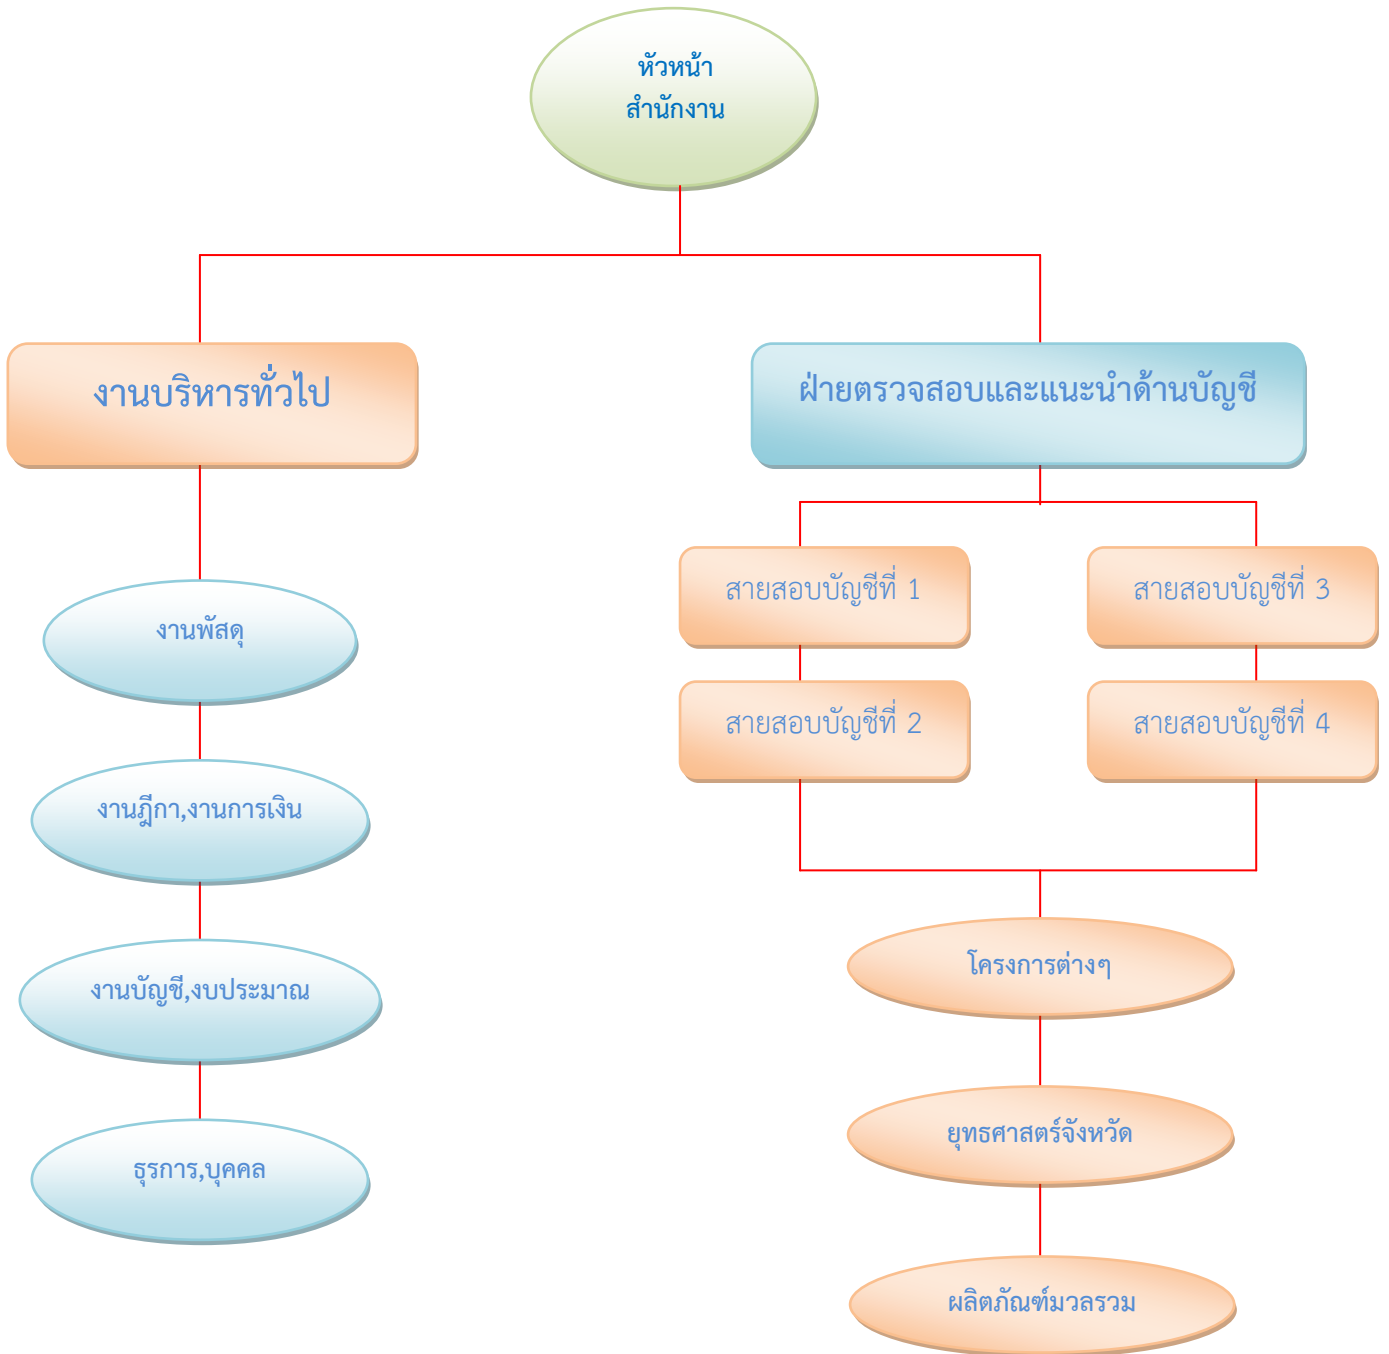 หัวหน้า
สำนักงาน
งานบริหารทั่วไป
ฝ่ายตรวจสอบและแนะนำด้านบัญชี
สายสอบบัญชีที่ 1
สายสอบบัญชีที่ 3
งานพัสดุ
สายสอบบัญชีที่ 2
สายสอบบัญชีที่ 4
งานฎีกา,งานการเงิน
โครงการต่างๆ
งานบัญชี,งบประมาณ
ยุทธศาสตร์จังหวัด
ธุรการ,บุคคล
ผลิตภัณฑ์มวลรวม